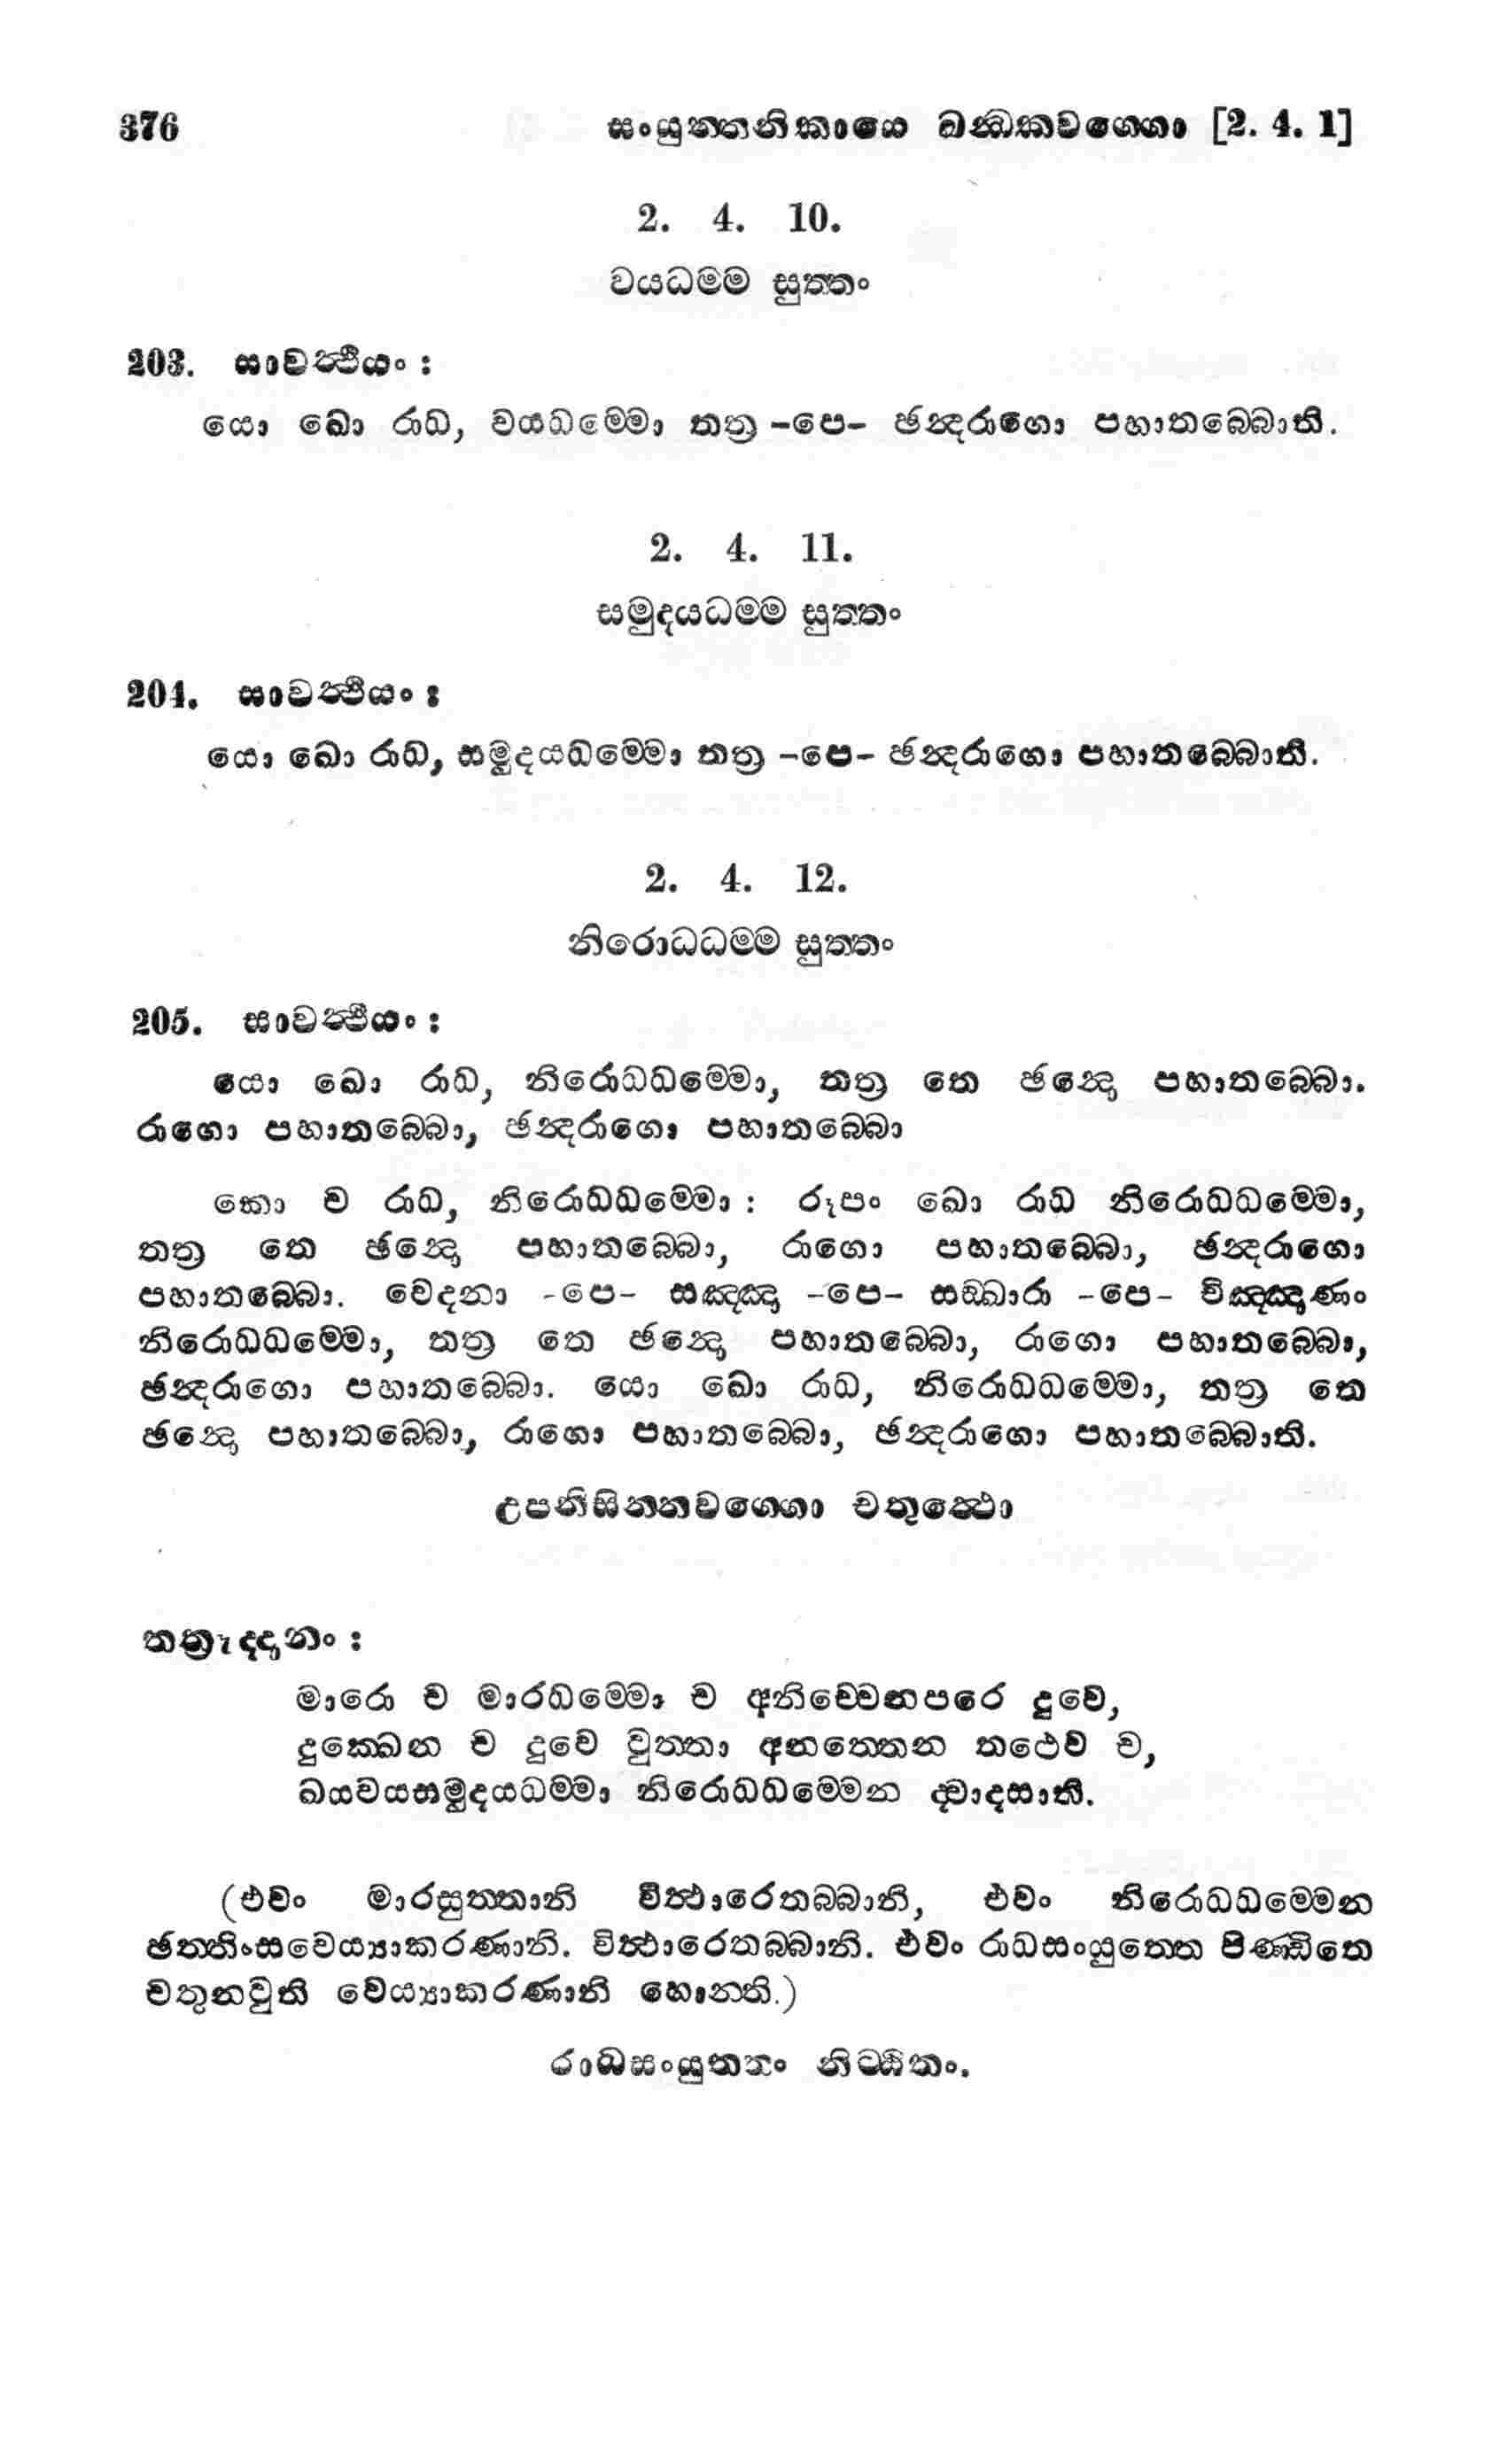 376 සංයුත්තනිකායෙ ඛන්ධකවග්ගො [2. 4. 1]
2. 4. 10.
වයධම්ම සුත්තං
203. සාවත්ථියං :
යො ඛො රාධ, වයධම්මො තත්‍ර -පෙ- ඡන්දරාගො පහාතබ්බොති.
2. 4. 11.
සමුදයධම්ම සුත්තං
204. සාවත්ථියං :
යො ඛො රාධ, සමුදයධම්මො තත්‍ර -පෙ- ඡන්දරාගො පහාතබ්බොති.
2. 4. 12.
නිරොධධම්ම සුත්තං
205. සාවත්ථියං :
යො ඛො රාධ, නිරොධධම්මො, තත්‍ර තෙ ඡන්දො පහාතබ්බො.
රාගො පහාතබ්බො, ඡන්දරාගො පහාතබ්බො
කො ච රාධ, නිරොධධම්මො : රූපං ඛො රාධ නිරොධධම්මො,
තත්‍ර තෙ ඡන්දො පහාතබ්බො, රාගො පහාතබ්බො, ඡන්දරාගො
පහාතබ්බො. වෙදනා -පෙ- සඤ්ඤා -පෙ- සඞ්ඛාරා -පෙ- විඤ්ඤාණං
නිරොධධම්මො, තත්‍ර තෙ ඡන්දො පහාතබ්බො, රාගො පහාතබ්බො,
ඡන්දරාගො පහාතබ්බො. යො ඛො රාධ, නිරොධධම්මො, තත්‍ර තෙ
ඡන්දො පහාතබ්බො, රාගො පහාතබ්බො, ඡන්දරාගො පහාතබ්බොති.
උපනිසින්නවග්ගො චතුත්ථො
තත්‍රුද්දානං :
මාරො ච මාරධම්මො ච අනිච්චෙනපරෙ දුවෙ,
දුක්ඛෙන ච දුවෙ වුත්තා අනත්තෙන තථෙව ච,
ඛයවයසමුදයධම්මා නිරොධධම්මෙන ද්වාදසාති.
(එවං මාරසුත්තානි විත්ථාරෙතබ්බානි, එවං නිරොධධම්මෙන
ඡත්තිංසවෙය්‍යාකරණානි. විත්ථාරෙතබ්බානි. එවං රාධසංයුත්තෙ පිණ්ඩිතෙ
චතුනවුති වෙය්‍යාකරණානි හොන්ති.)
රාධසංයුත්තං නිට්ඨිතං.